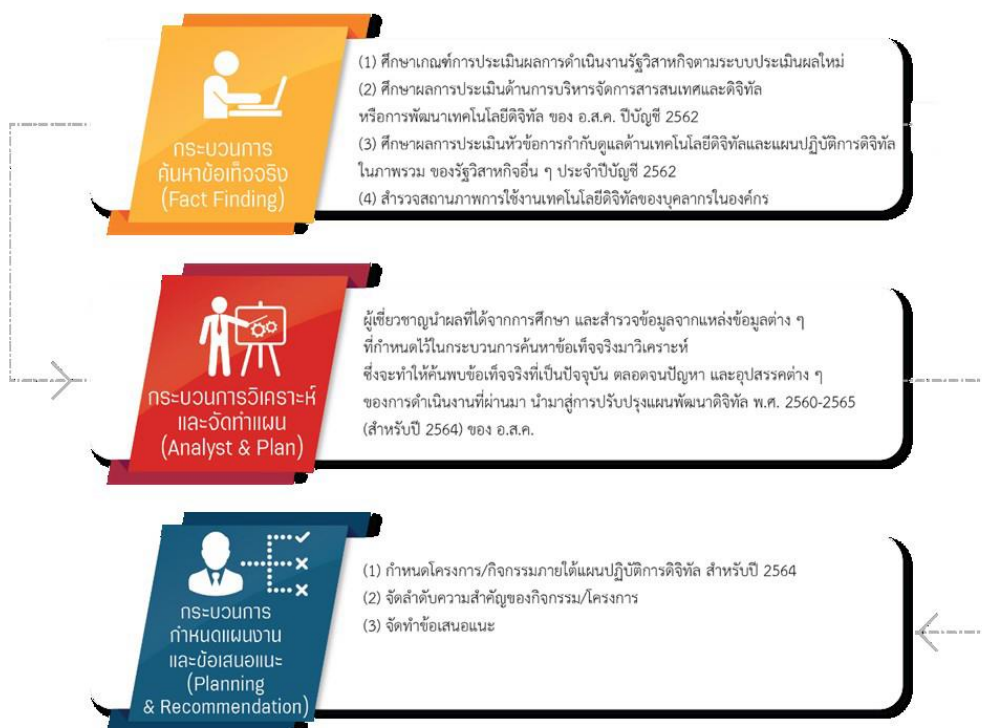 กระบวนการ
ค้นหาข้อเท็จจริง
(Fact Finding)
(1) ศึกษาเกณฑ์การประเมินผลการดำเนินงานรัฐวิสาหกิจตามระบบประเมินผลใหม่
(2) ศึกษาผลการประเมินด้านการบริหารจัดการสารสนเทศและดิจิทัล
หรือการพัฒนาเทคโนโลยีดิจิทัล ของ อ.ส.ค. ปีบัญชี 2562
(3) ศึกษาผลการประเมินหัวข้อการกำกับดูแลด้านเทคโนโลยีดิจิทัลและแผนปฏิบัติการดิจิทัล
ในภาพรวม ของรัฐวิสาหกิจอื่น ๆ ประจำปีบัญชี 2562
(4) สำรวจสถานภาพการใช้งานเทคโนโลยีดิจิทัลของบุคลากรในองค์กร
กระบวนการวิเคราะห์
และจัดทำแผน
(Analyst & Plan)
ผู้เชี่ยวชาญนำผลที่ได้จากการศึกษา และสำรวจข้อมูลจากแหล่งข้อมูลต่าง ๆ
ที่กำหนดไว้ในกระบวนการค้นหาข้อเท็จจริงมาวิเคราะห์
ซึ่งจะทำให้ค้นพบข้อเท็จจริงที่เป็นปัจจุบัน ตลอดจนปัญหา และอุปสรรคต่าง ๆ
ของการดำเนินงานที่ผ่านมา นำมาสู่การปรับปรุงแผนพัฒนาดิจิทัล พ.ศ. 2560-2565
(สำหรับปี 2564) ของ อ.ส.ค.
กระบวนการ
กำหนดแผนงาน
และข้อเสนอแนะ
(Planning
& Recommendation)
(1) กำหนดโครงการ/กิจกรรมภายใต้แผนปฏิบัติการดิจิทัล สำหรับปี 2564
(2) จัดลำดับความสำคัญของกิจกรรม/โครงการ
(3) จัดทำข้อเสนอแนะ